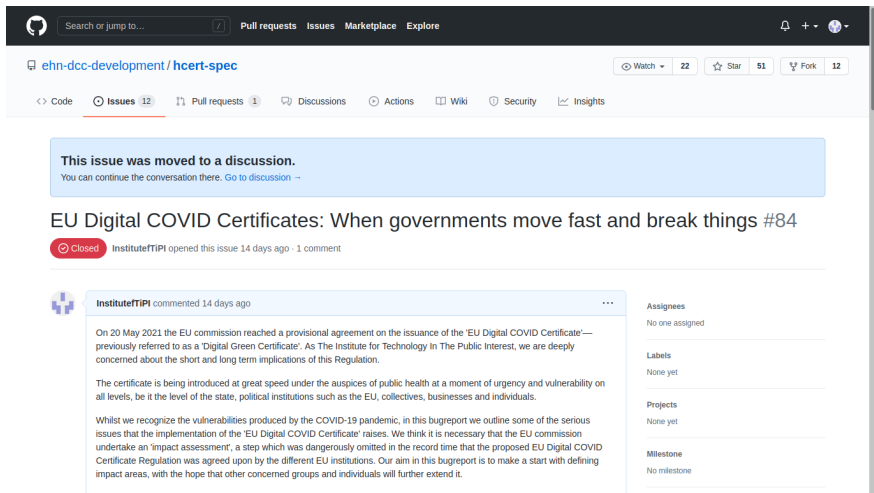 Search or jump to... /
Pull requests Issues Marketplace Explore
ehn-dcc-development / hcert-spec
Watch 22 Star 51 Fork 12
Code Issues 12 Pull requests 1 Discussions Actions Wiki Security Insights
This issue was moved to a discussion.
You can continue the conversation there. Go to discussion →
EU Digital COVID Certificates: When governments move fast and break things #84
Closed InstitutefTiPI opened this issue 14 days ago · 1 comment
InstitutefTiPI commented 14 days ago
On 20 May 2021 the EU commission reached a provisional agreement on the issuance of the 'EU Digital COVID Certificate'—
previously referred to as a 'Digital Green Certificate'. As The Institute for Technology In The Public Interest, we are deeply
concerned about the short and long term implications of this Regulation.
The certificate is being introduced at great speed under the auspices of public health at a moment of urgency and vulnerability on
all levels, be it the level of the state, political institutions such as the EU, collectives, businesses and individuals.
Whilst we recognize the vulnerabilities produced by the COVID-19 pandemic, in this bugreport we outline some of the serious
issues that the implementation of the 'EU Digital COVID Certificate' raises. We think it is necessary that the EU commission
undertake an 'impact assessment', a step which was dangerously omitted in the record time that the proposed EU Digital COVID
Certificate Regulation was agreed upon by the different EU institutions. Our aim in this bugreport is to make a start with defining
impact areas, with the hope that other concerned groups and individuals will further extend it.
Assignees
No one assigned
Labels
None yet
Projects
None yet
Milestone
No milestone